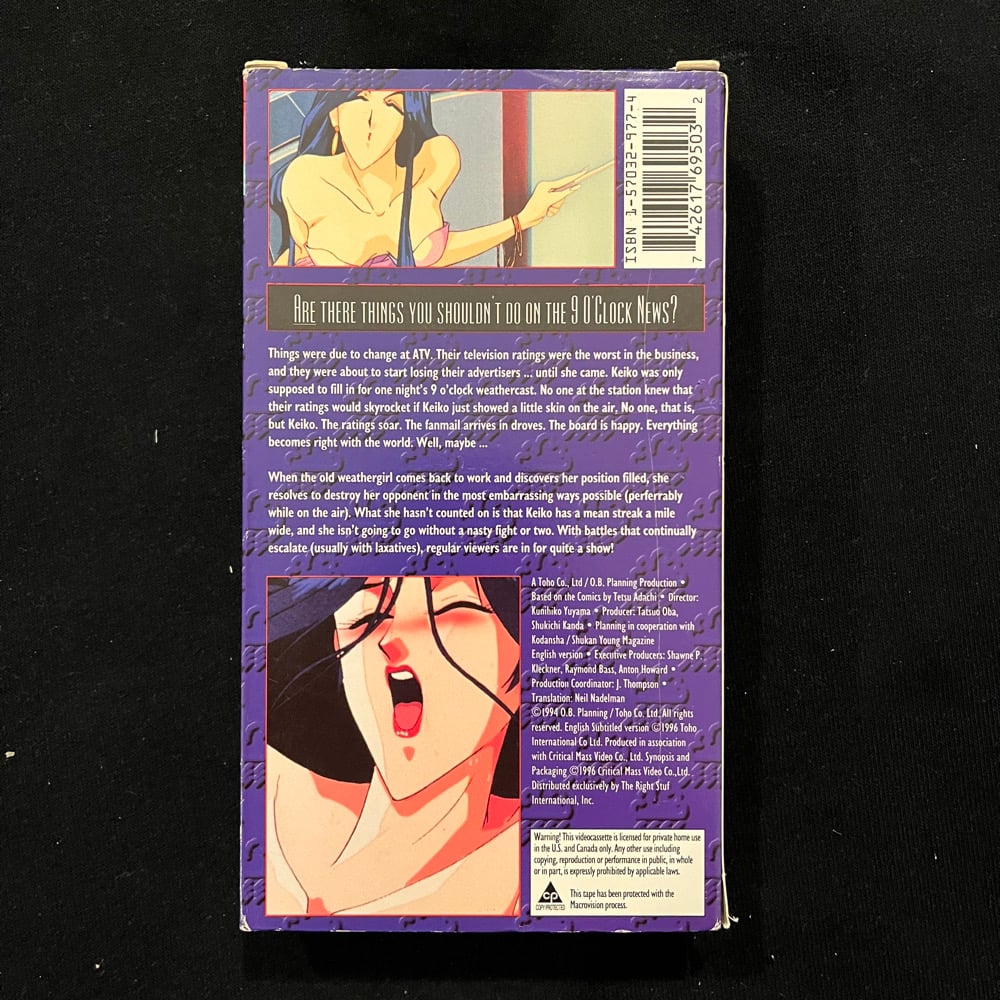 ISBN 1-57032-977-4
7 42617 69503 2
ARE THERE THINGS YOU SHOULDN'T DO ON THE 9 O'CLOCK NEWS?
Things were due to change at ATV. Their television ratings were the worst in the business,
and they were about to start losing their advertisers ... until she came. Keiko was only
supposed to fill in for one night's 9 o'clock weathercast. No one at the station knew that
their ratings would skyrocket if Keiko just showed a little skin on the air. No one, that is,
but Keiko. The ratings soar. The fanmail arrives in droves. The board is happy. Everything
becomes right with the world. Well, maybe ...
When the old weathergirl comes back to work and discovers her position filled, she
resolves to destroy her opponent in the most embarrassing ways possible (perferrably
while on the air). What she hasn't counted on is that Keiko has a mean streak a mile
wide, and she isn't going to go without a nasty fight or two. With battles that continually
escalate (usually with laxatives), regular viewers are in for quite a show!
A Toho Co., Ltd / O.B. Planning Production •
Based on the Comics by Tetsu Adachi • Director:
Kunihiko Yuyama • Producer: Tatsuo Oba,
Shukichi Kanda • Planning in cooperation with
Kodansha / Shukan Young Magazine
English version • Executive Producers: Shawne P.
Kleckner, Raymond Bass, Anton Howard •
Production Coordinator: J. Thompson •
Translation: Neil Nadelman
©1994 O.B. Planning / Toho Co. Ltd. All rights
reserved. English Subtitled version ©1996 Toho
International Co Ltd. Produced in association
with Critical Mass Video Co., Ltd. Synopsis and
Packaging ©1996 Critical Mass Video Co.,Ltd.
Distributed exclusively by The Right Stuf
International, Inc.
Warning! This videocassette is licensed for private home use
in the U.S. and Canada only. Any other use including
copying, reproduction or performance in public, in whole
or in part, is expressly prohibited by applicable laws.
cp
COPY PROTECTED
This tape has been protected with the
Macrovision process.